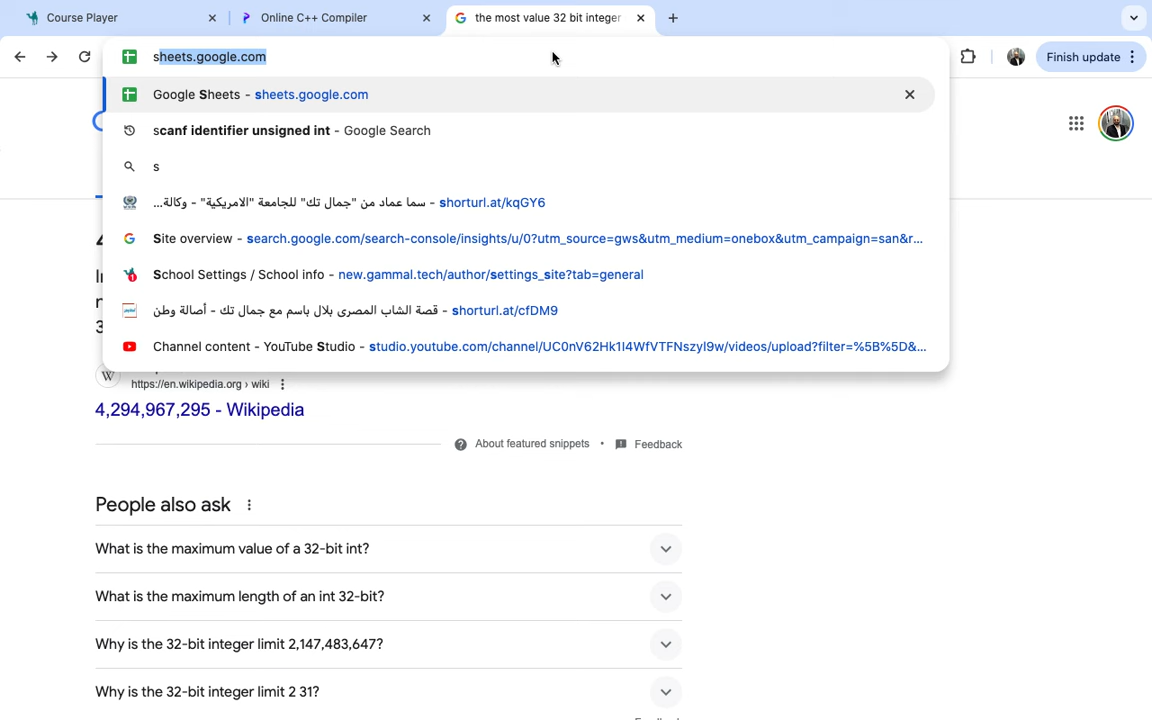 Course Player
Online C++ Compiler
the most value 32 bit integer
Finish update
sheets.google.com
Google Sheets - sheets.google.com
scanf identifier unsigned int - Google Search
s
سما عماد من "جمال تك" للجامعة "الامريكية" - وكالة... - shorturl.at/kqGY6
Site overview - search.google.com/search-console/insights/u/0?utm_source=gws&utm_medium=onebox&utm_campaign=san&r...
School Settings / School info - new.gammal.tech/author/settings_site?tab=general
قصة الشاب المصرى بلال باسم مع جمال تك - أصالة وطن - shorturl.at/cfDM9
Channel content - YouTube Studio - studio.youtube.com/channel/UC0nV62Hk1I4WfVTFNszyI9w/videos/upload?filter=%5B%5D&...
https://en.wikipedia.org › wiki
4,294,967,295 - Wikipedia
About featured snippets • Feedback
People also ask
What is the maximum value of a 32-bit int?
What is the maximum length of an int 32-bit?
Why is the 32-bit integer limit 2,147,483,647?
Why is the 32-bit integer limit 2 31?